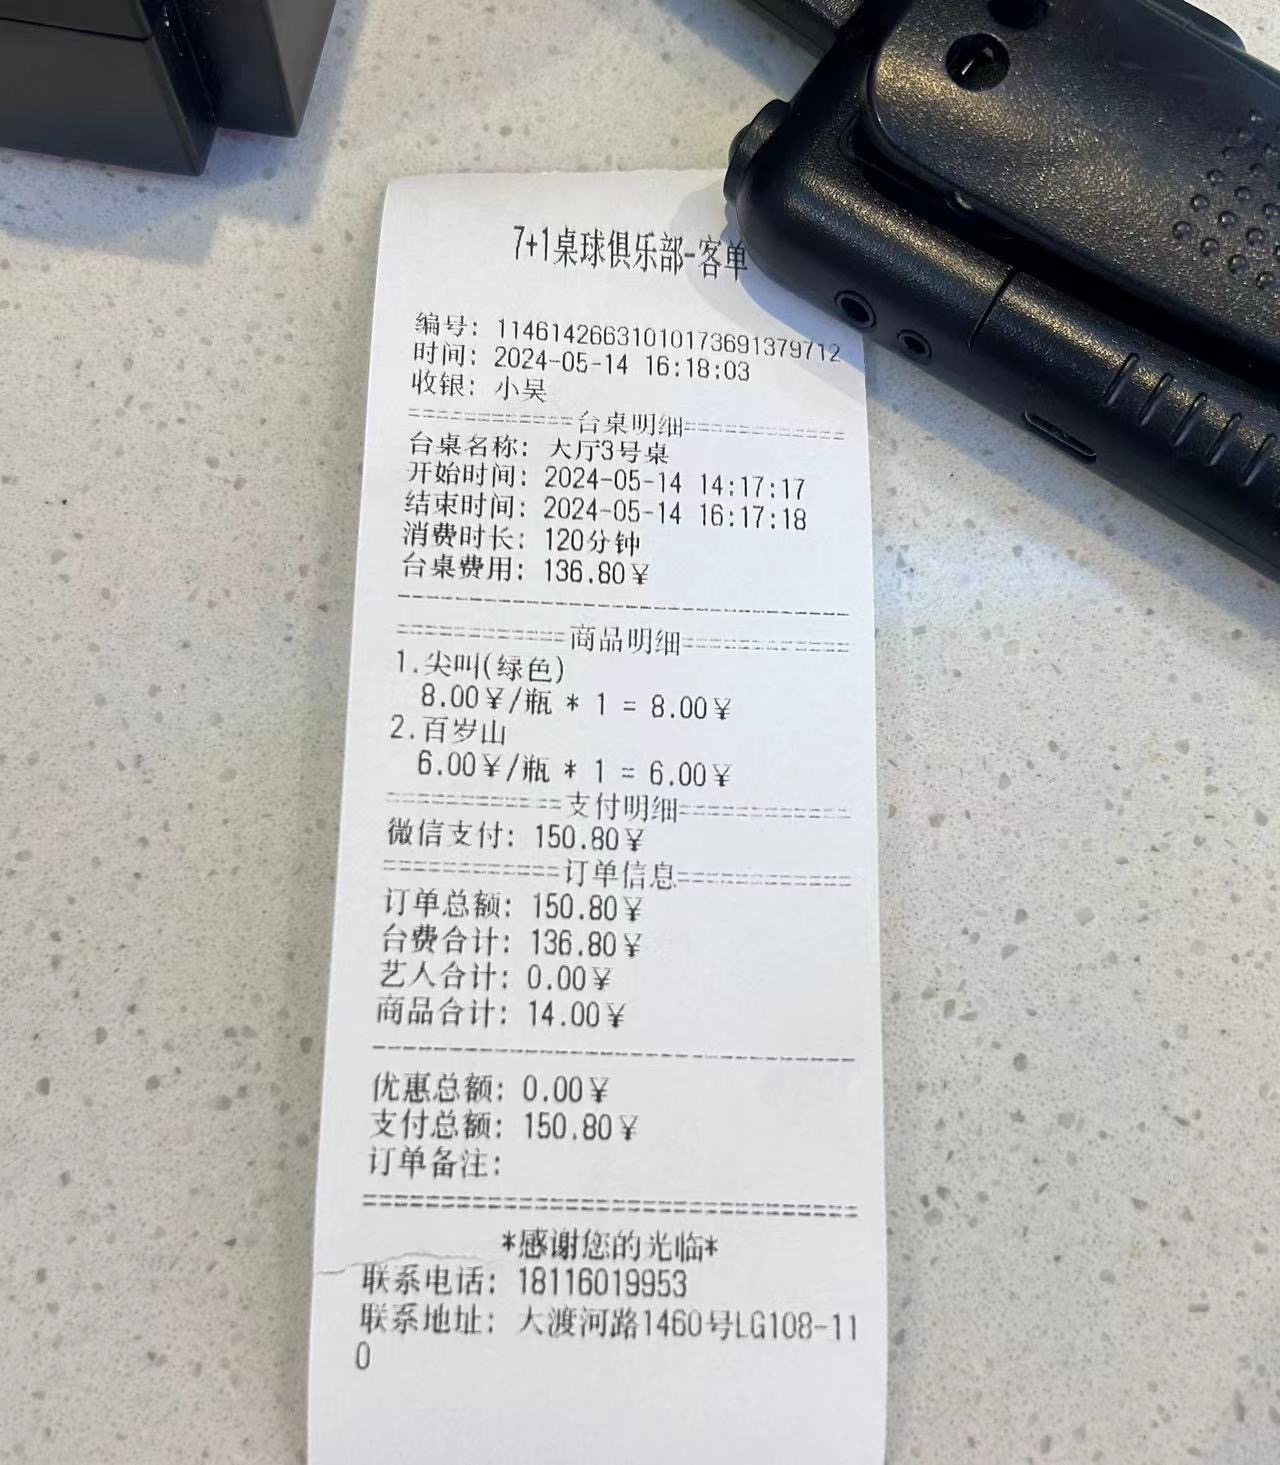 7+1桌球俱乐部-客单
编号: 11461426631010173691379712
时间: 2024-05-14 16:18:03
收银: 小昊
============台桌明细============
台桌名称: 大厅3号桌
开始时间: 2024-05-14 14:17:17
结束时间: 2024-05-14 16:17:18
消费时长: 120分钟
台桌费用: 136.80¥
--------------------------------
============商品明细============
1.尖叫(绿色)
8.00¥/瓶 * 1 = 8.00¥
2.百岁山
6.00¥/瓶 * 1 = 6.00¥
============支付明细============
微信支付: 150.80¥
============订单信息============
订单总额: 150.80¥
台费合计: 136.80¥
艺人合计: 0.00¥
商品合计: 14.00¥
--------------------------------
优惠总额: 0.00¥
支付总额: 150.80¥
订单备注:
================================
*感谢您的光临*
联系电话: 18116019953
联系地址: 大渡河路1460号LG108-11
0